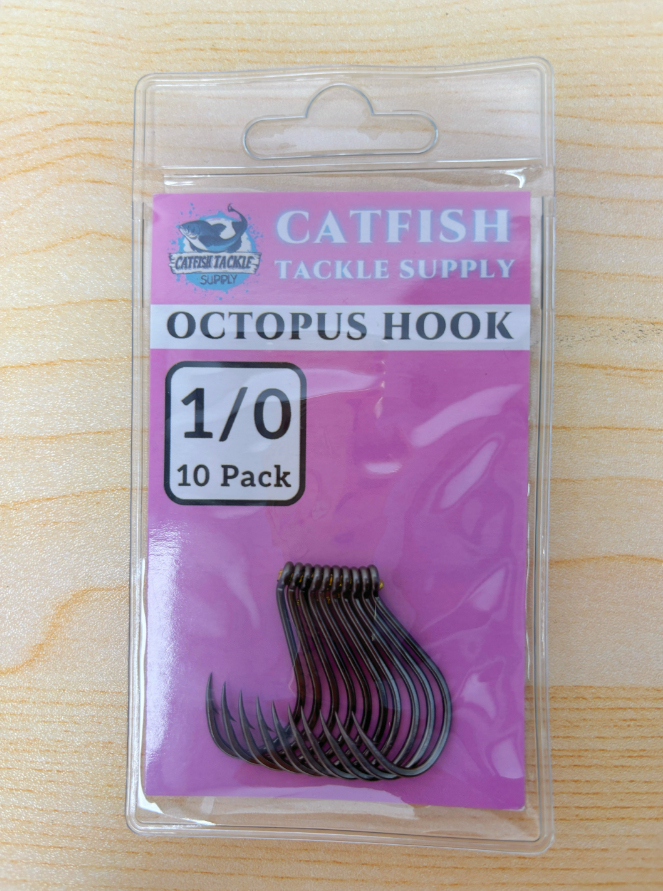 CATFISH TACKLE
SUPPLY
CATFISH
TACKLE SUPPLY
OCTOPUS HOOK
1/0
10 Pack